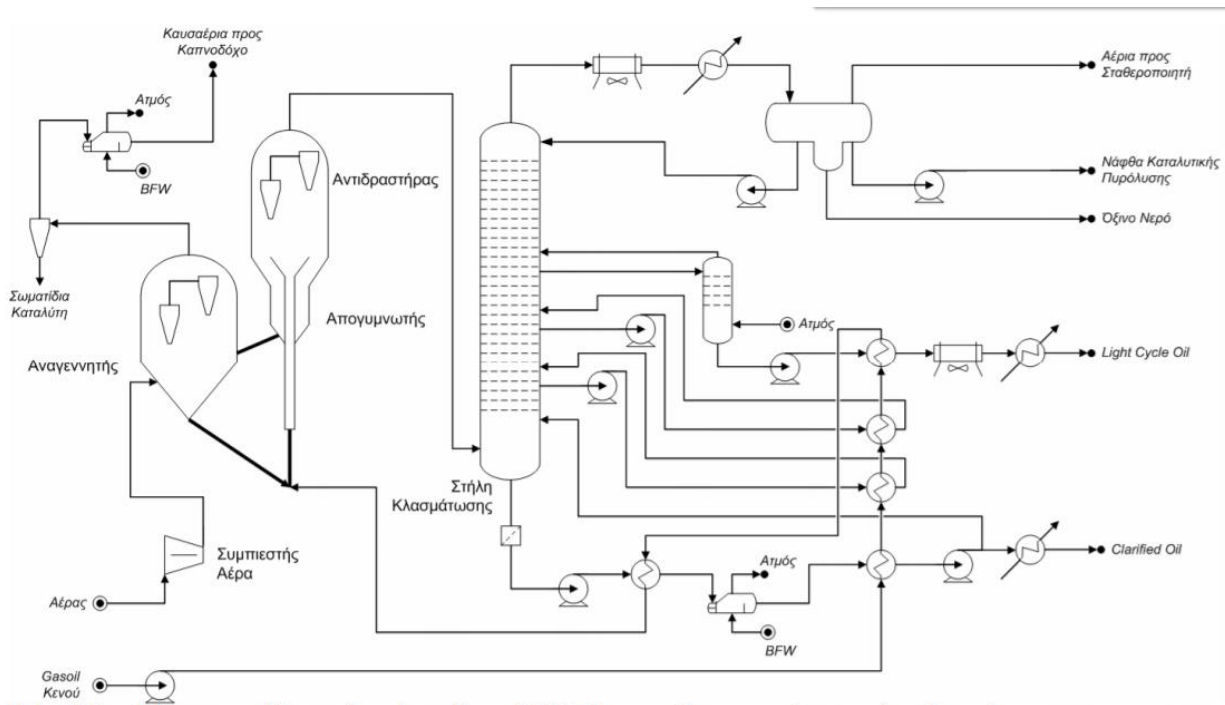 Καυσαέρια προς
Καπνοδόχο
Ατμός
BFW
Αντιδραστήρας
Αέρια προς
Σταθεροποιητή
Νάφθα Καταλυτικής
Πυρόλυσης
Όξινο Νερό
Σωματίδια
Καταλύτη
Απογυμνωτής
Αναγεννητής
Ατμός
Light Cycle Oil
Στήλη
Κλασμάτωσης
Συμπιεστής
Αέρα
Αέρας
Ατμός
Clarified Oil
BFW
Gasoil
Κενού